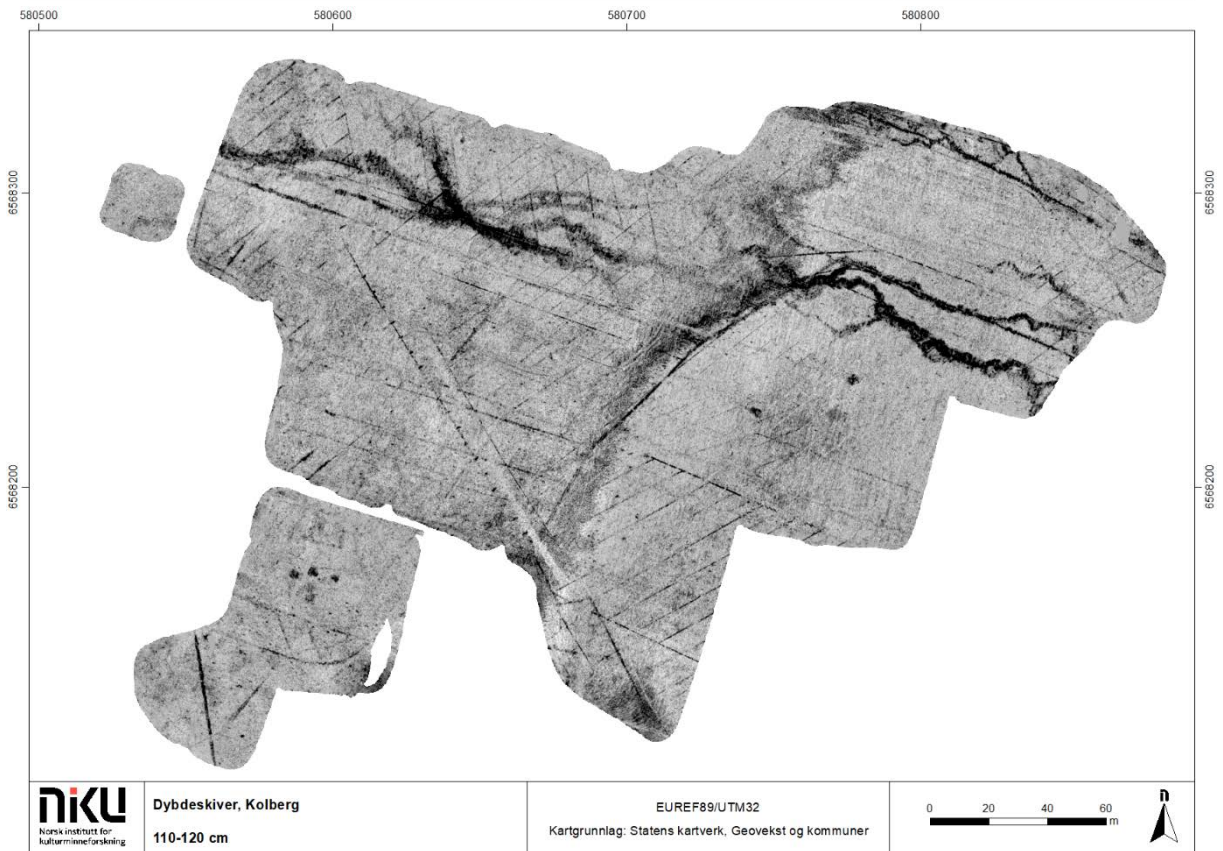 580500 580600 580700 580800
6568300 6568300
6568200 6568200
niku
Norsk institutt for
kulturminneforskning
Dybdeskiver, Kolberg
110-120 cm
EUREF89/UTM32
Kartgrunnlag: Statens kartverk, Geovekst og kommuner
0 20 40 60
m
n